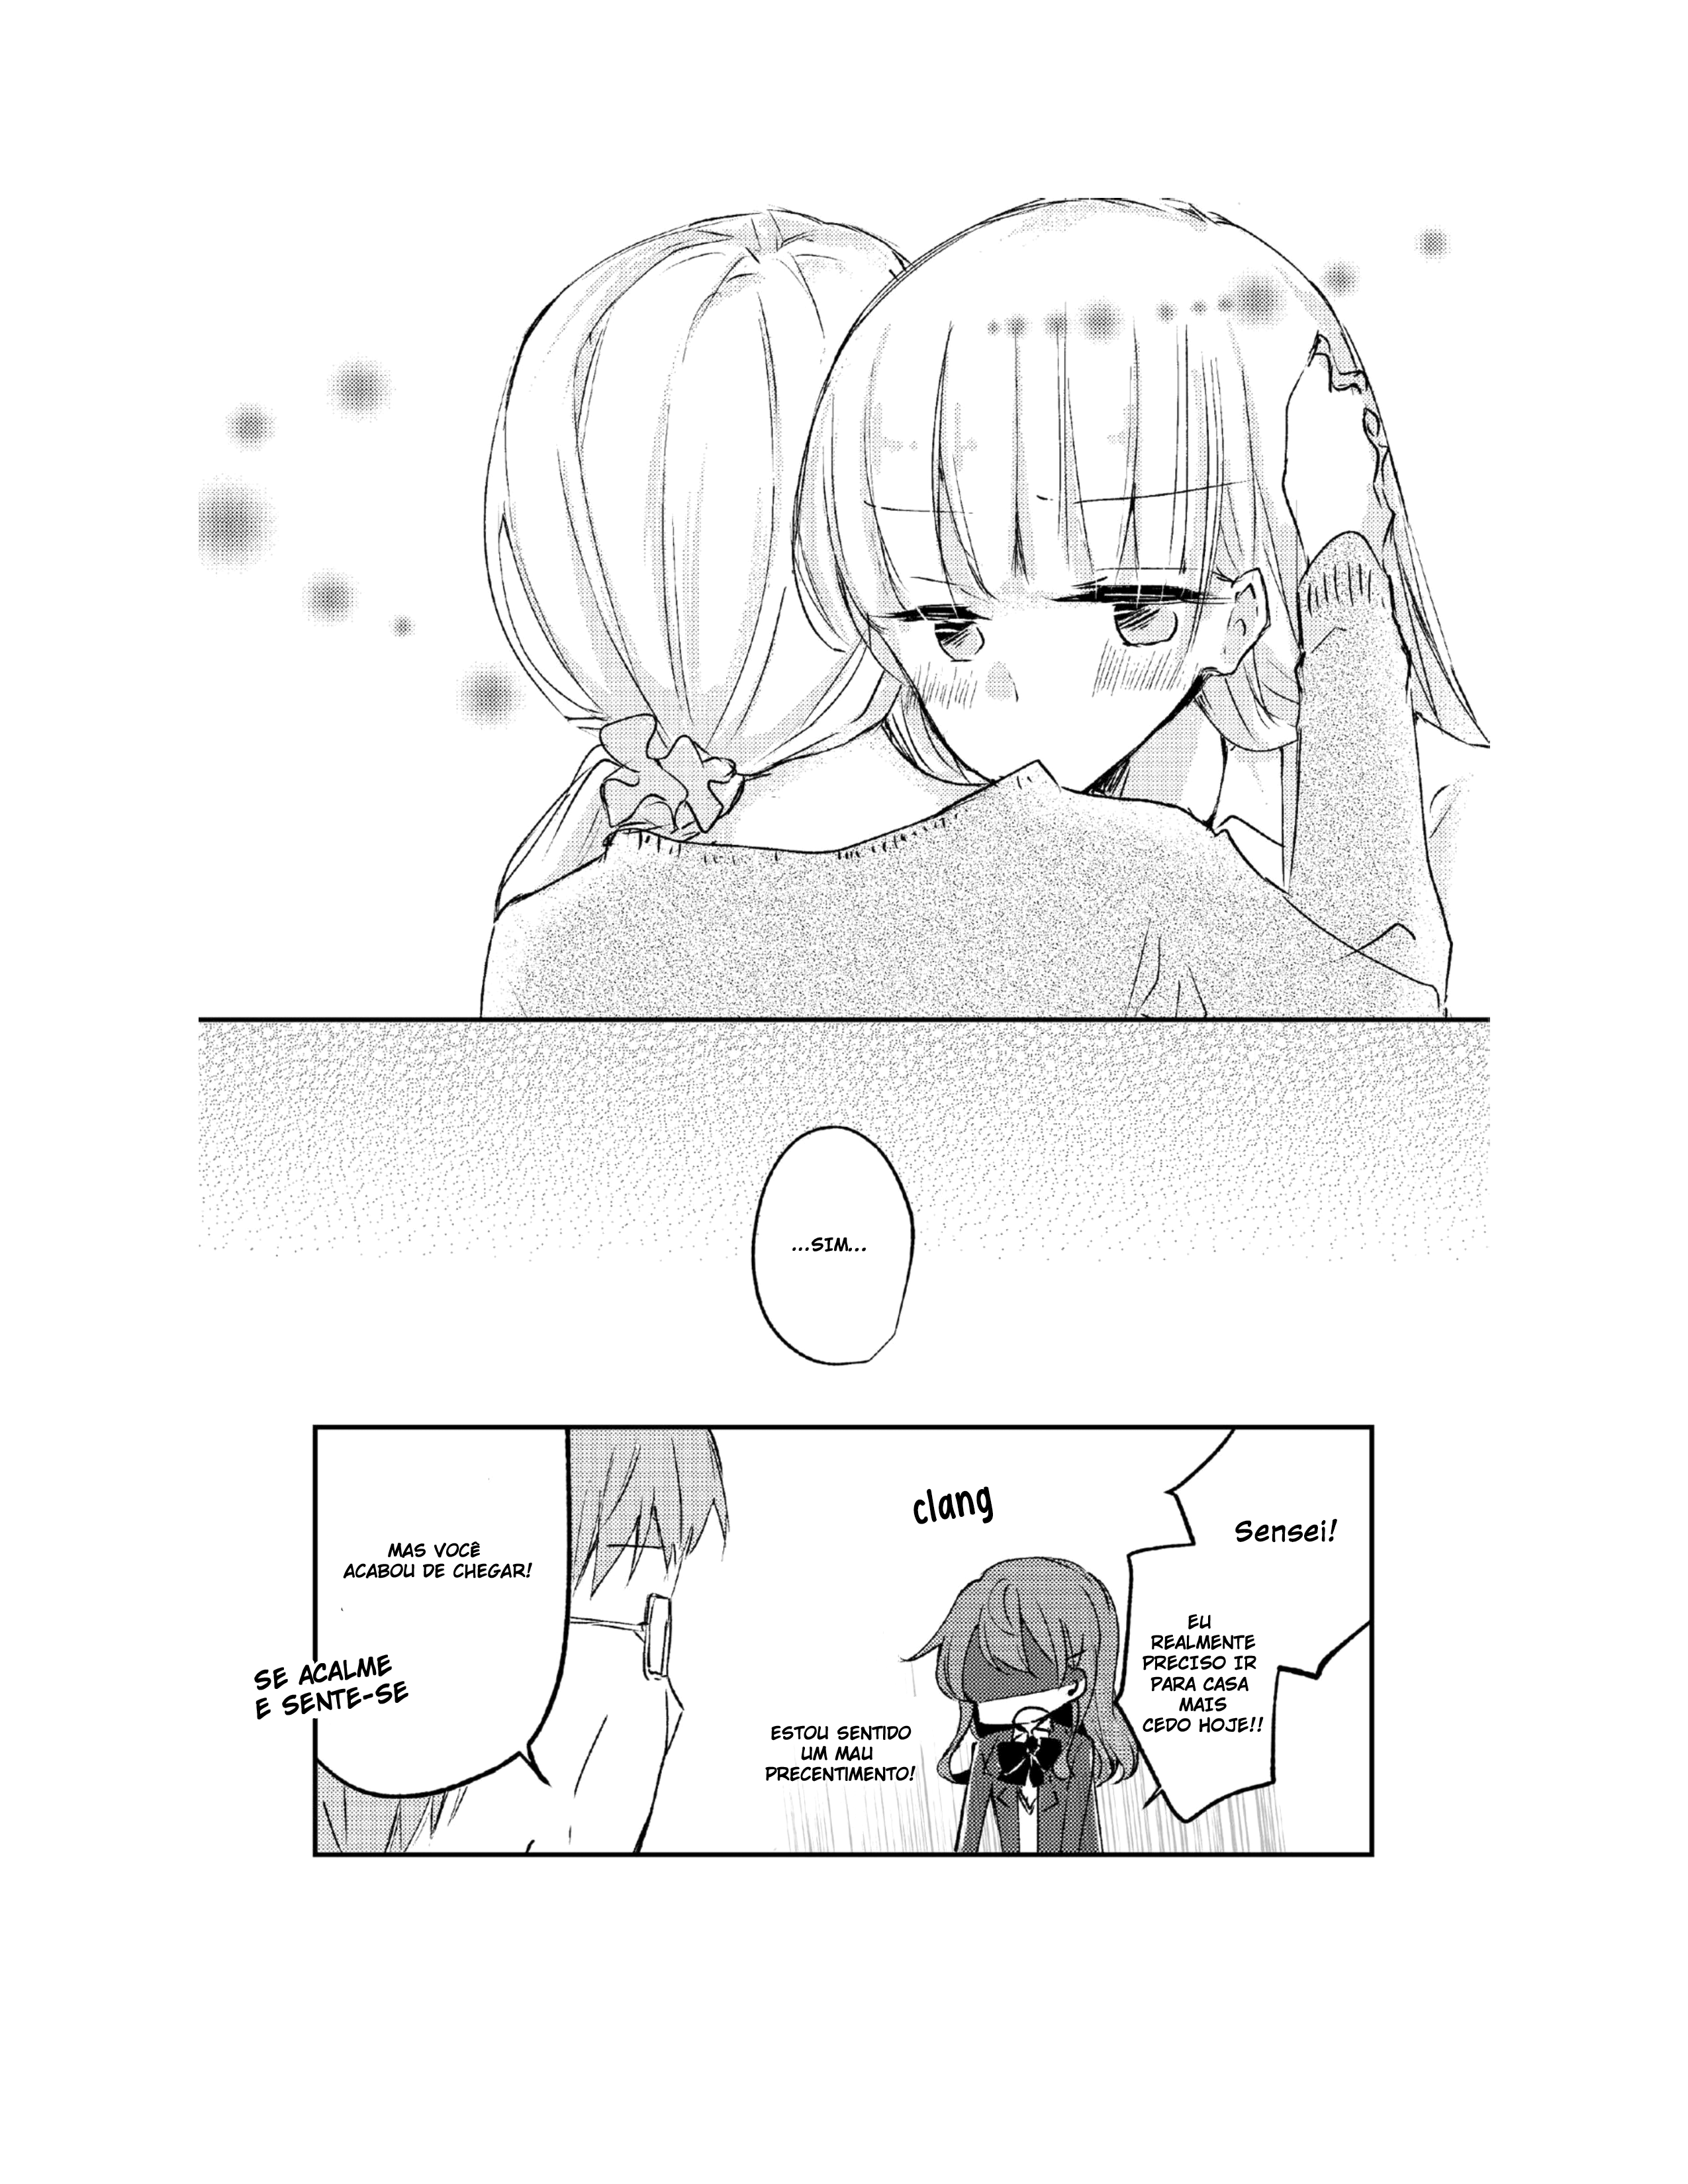 ...SIM...
Sensei!
EU
REALMENTE
PRECISO IR
PARA CASA
MAIS
CEDO HOJE!!
clang
ESTOU SENTIDO
UM MAU
PRECENTIMENTO!
MAS VOCÊ
ACABOU DE CHEGAR!
SE ACALME
E SENTE-SE